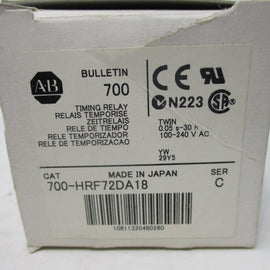 AB
BULLETIN
700
TIMING RELAY
RELAIS TEMPORISE
ZEITRELAIS
RELE DE TIEMPO
RELE TEMPORIZADOR
RELE DE TEMPORIZACAO
CE
N223
TWIN
0.05 s-30 h
100-240 V AC
YW
29Y5
CAT
MADE IN JAPAN
SER
700-HRF72DA18
C
10E11320460280